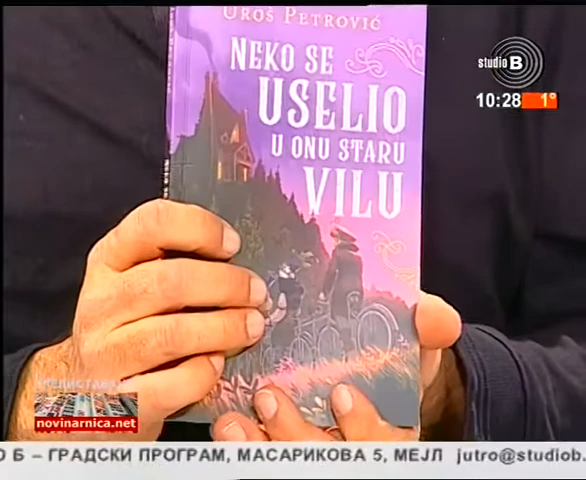 UROŠ PETROVIĆ
NEKO SE
USELIO
U ONU STARU
VILU
studio B
10:28 1°
novinarnica.net
О Б – ГРАДСКИ ПРОГРАМ, МАСАРИКОВА 5, МЕЈЛ jutro@studiob.